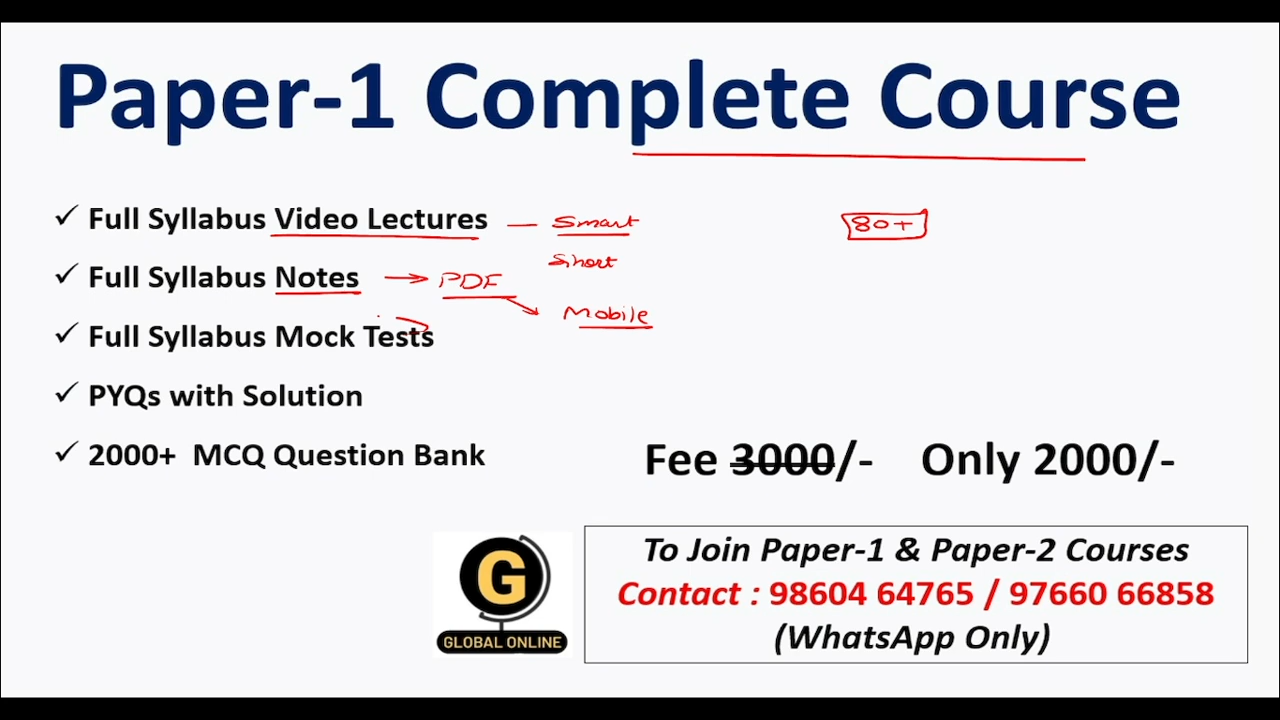 Paper-1 Complete Course
✓ Full Syllabus Video Lectures — Smart
80+
Short
✓ Full Syllabus Notes → PDF
Mobile
✓ Full Syllabus Mock Tests
✓ PYQs with Solution
✓ 2000+ MCQ Question Bank
Fee 3000/- Only 2000/-
G
GLOBAL ONLINE
To Join Paper-1 & Paper-2 Courses
Contact : 98604 64765 / 97660 66858
(WhatsApp Only)